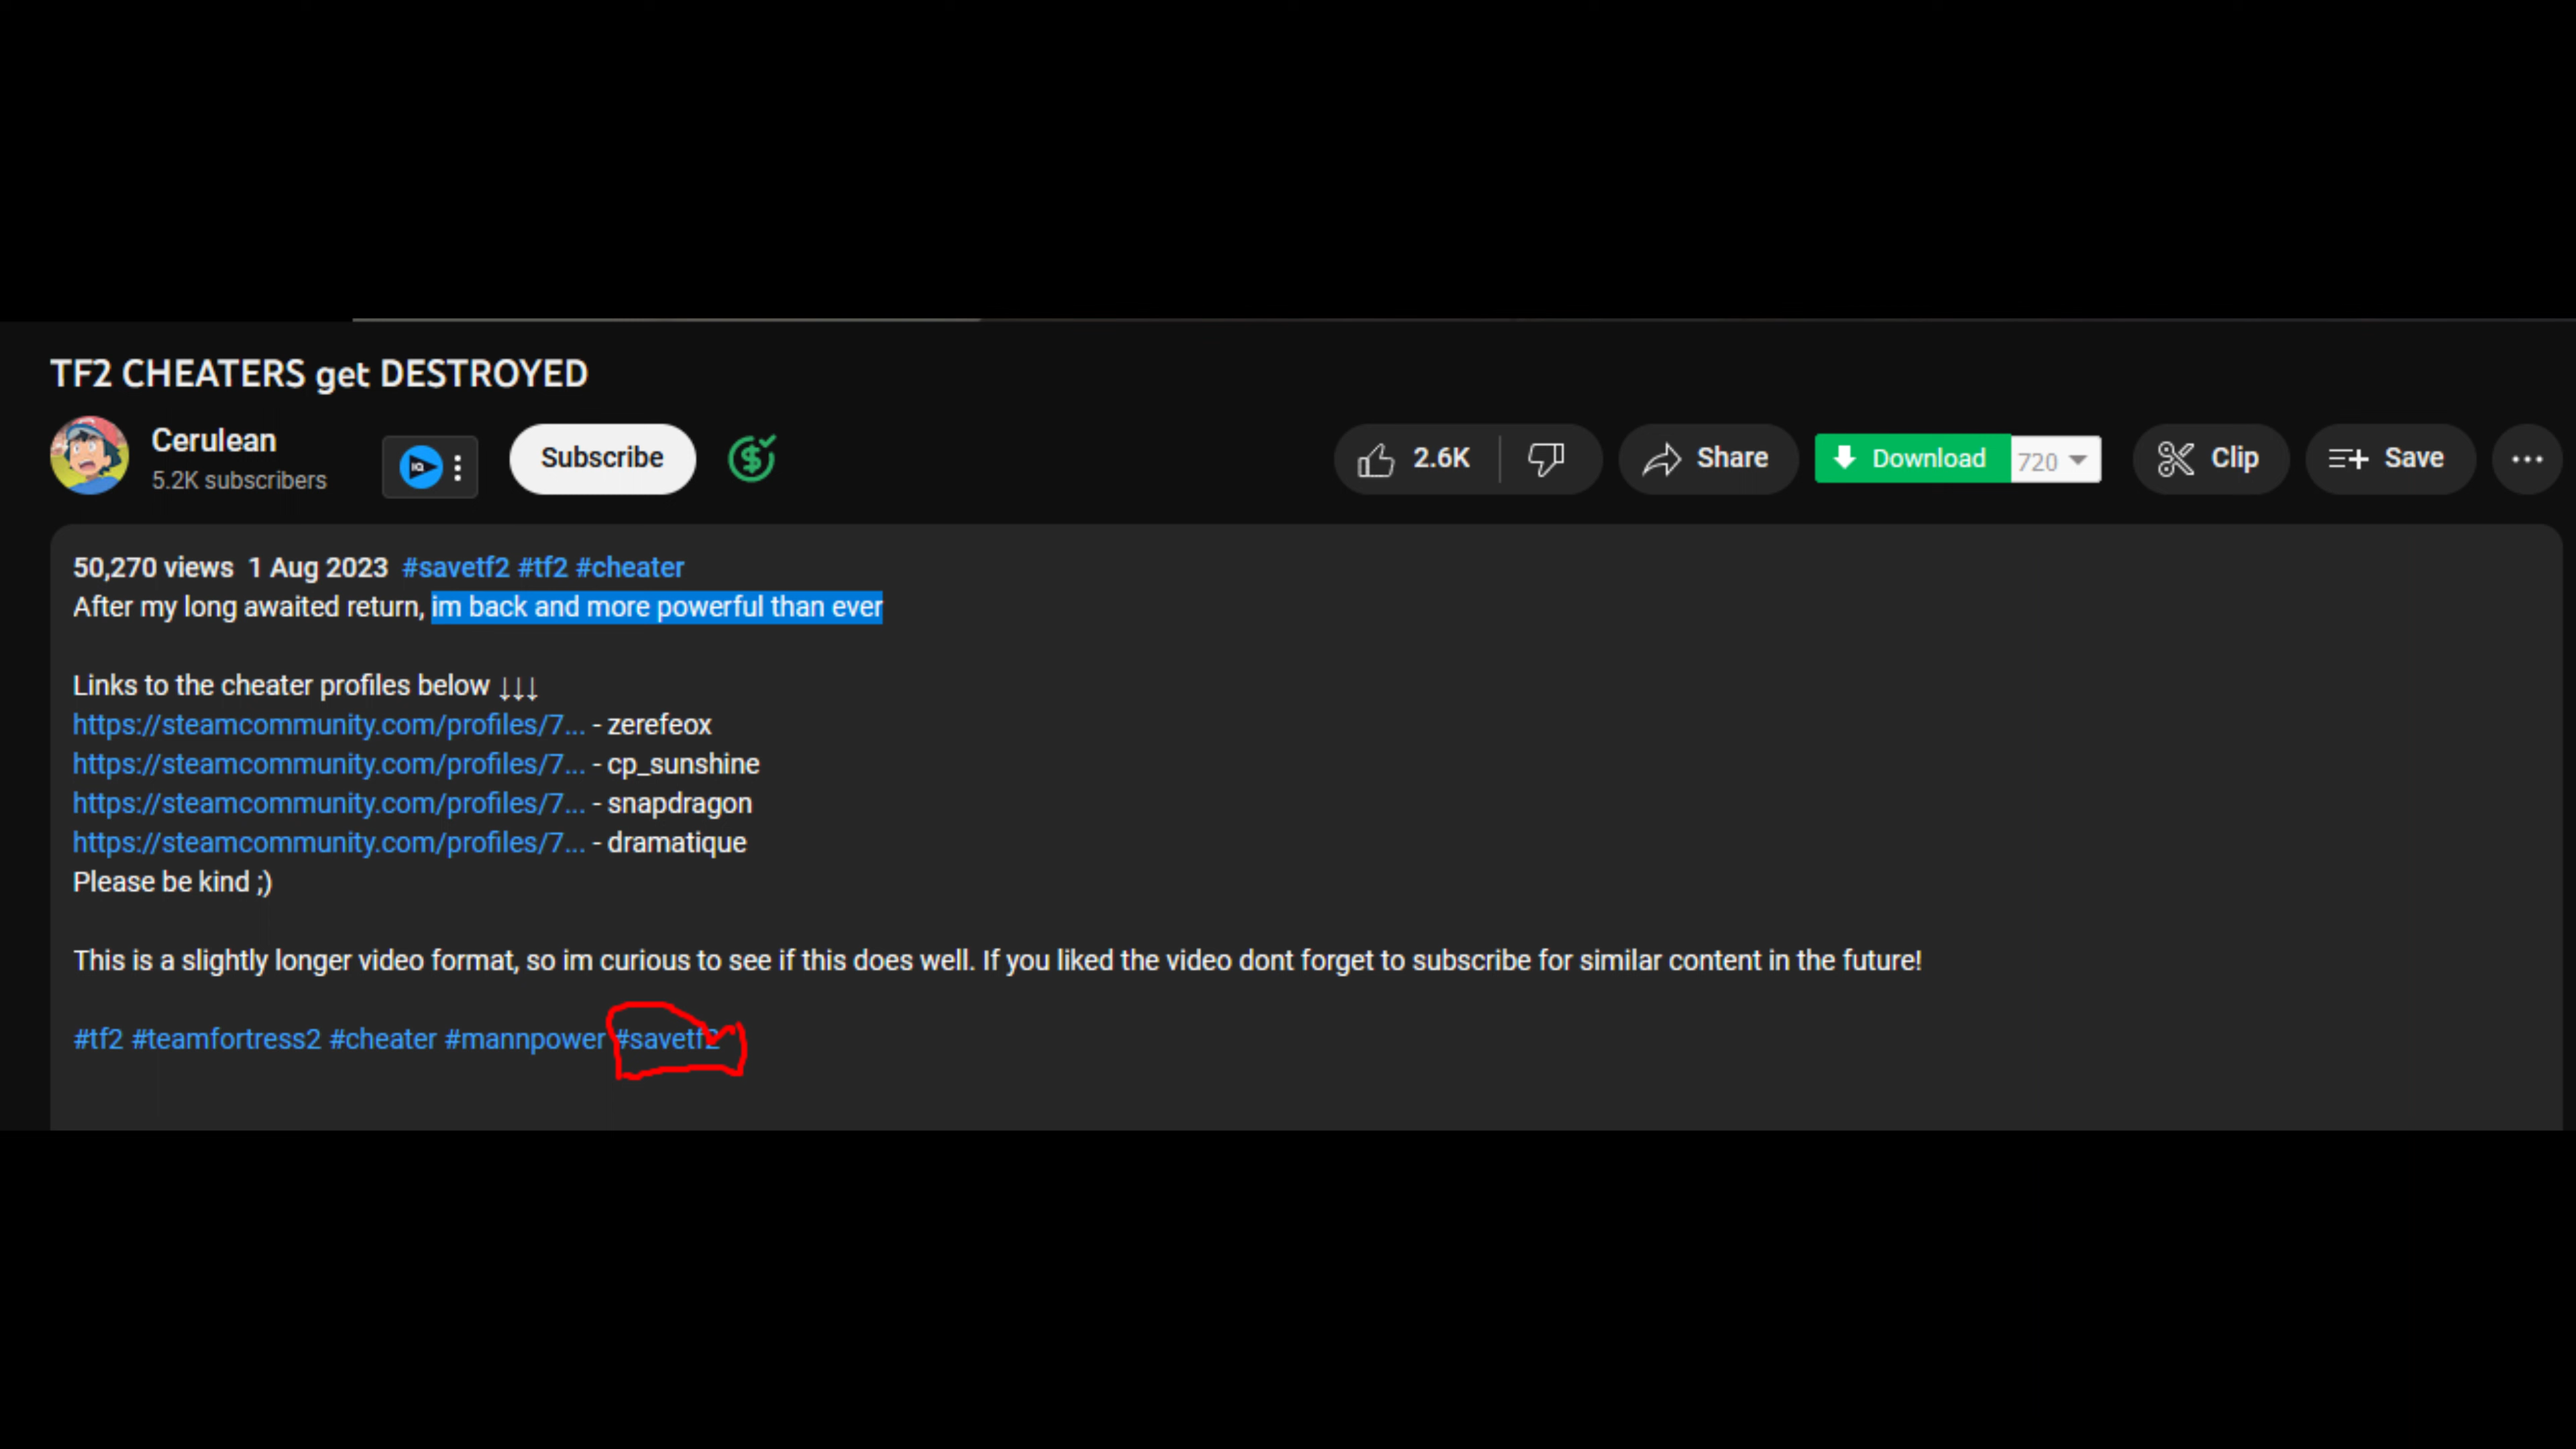 TF2 CHEATERS get DESTROYED
Cerulean
5.2K subscribers
IQ
Subscribe
2.6K
Share
Download
720
Clip
Save
50,270 views 1 Aug 2023 #savetf2 #tf2 #cheater
After my long awaited return, im back and more powerful than ever
Links to the cheater profiles below ↓↓↓
https://steamcommunity.com/profiles/7... - zerefeox
https://steamcommunity.com/profiles/7... - cp_sunshine
https://steamcommunity.com/profiles/7... - snapdragon
https://steamcommunity.com/profiles/7... - dramatique
Please be kind ;)
This is a slightly longer video format, so im curious to see if this does well. If you liked the video dont forget to subscribe for similar content in the future!
#tf2 #teamfortress2 #cheater #mannpower #savetf2